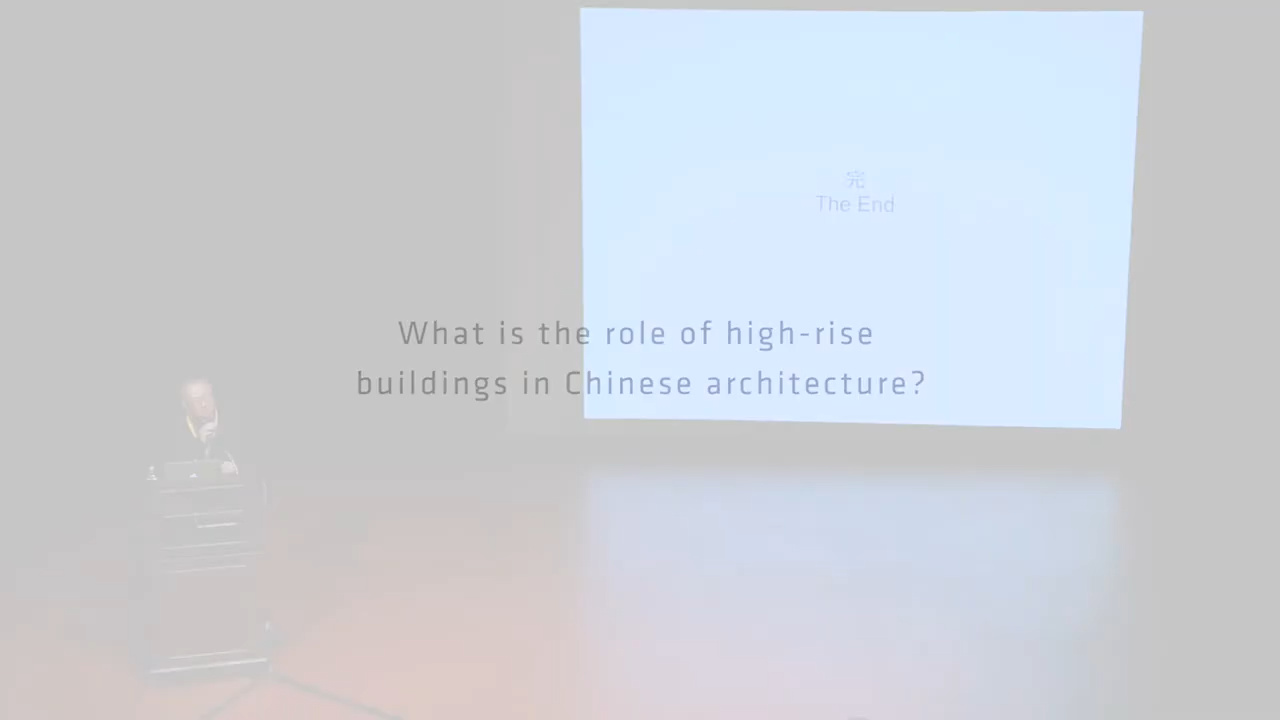 完
The End
What is the role of high-rise
buildings in Chinese architecture?